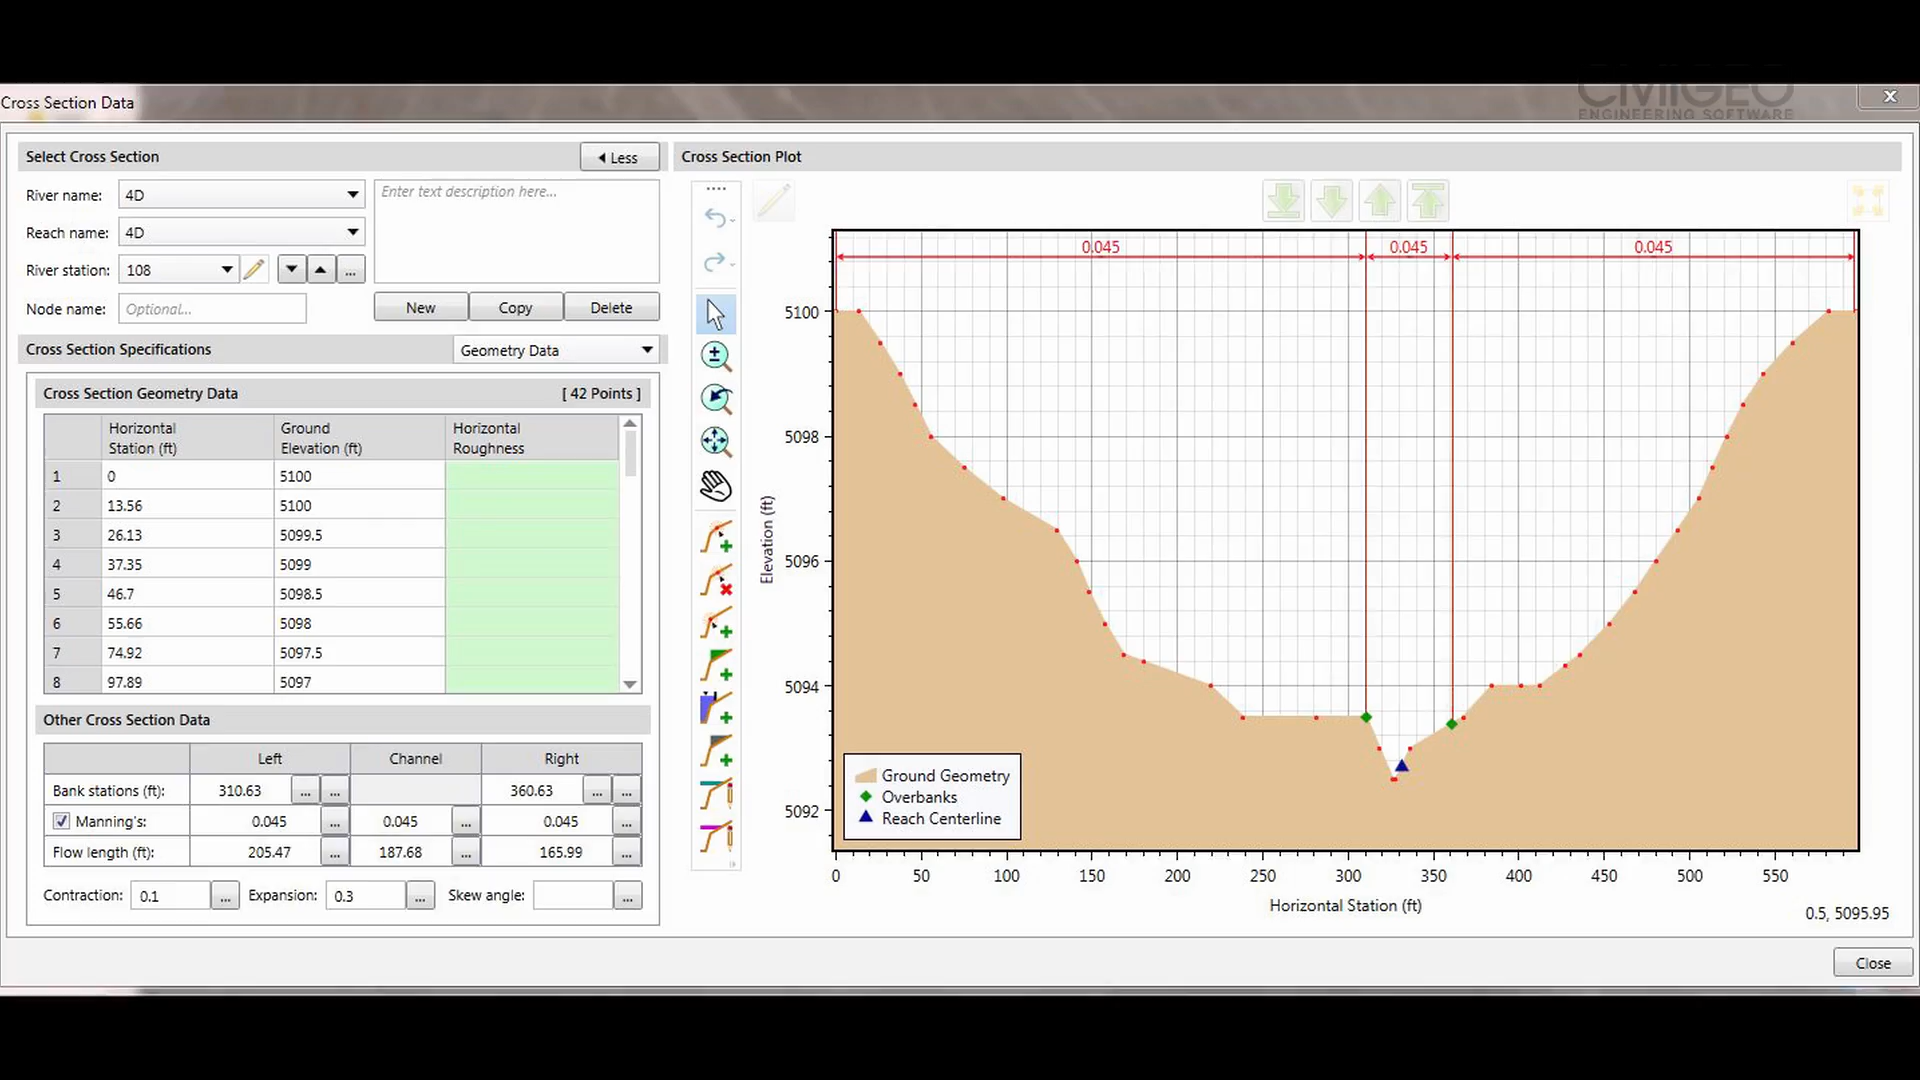 CIVILGEO
ENGINEERING SOFTWARE
Cross Section Data
Select Cross Section
Less
River name: 4D
Enter text description here...
Reach name: 4D
River station: 108 ...
Node name: Optional...
New Copy Delete
Cross Section Specifications Geometry Data
Cross Section Geometry Data [ 42 Points ]
Horizontal Station (ft) Ground Elevation (ft) Horizontal Roughness
1 0 5100
2 13.56 5100
3 26.13 5099.5
4 37.35 5099
5 46.7 5098.5
6 55.66 5098
7 74.92 5097.5
8 97.89 5097
Other Cross Section Data
Left Channel Right
Bank stations (ft): 310.63 ... ... 360.63 ... ...
Manning's: 0.045 ... 0.045 ... 0.045 ...
Flow length (ft): 205.47 ... 187.68 ... 165.99 ...
Contraction: 0.1 ... Expansion: 0.3 ... Skew angle: ...
Cross Section Plot
0.045 0.045 0.045
5100
5098
5096
5094
5092
Elevation (ft)
Ground Geometry
Overbanks
Reach Centerline
0 50 100 150 200 250 300 350 400 450 500 550
Horizontal Station (ft)
0.5, 5095.95
Close